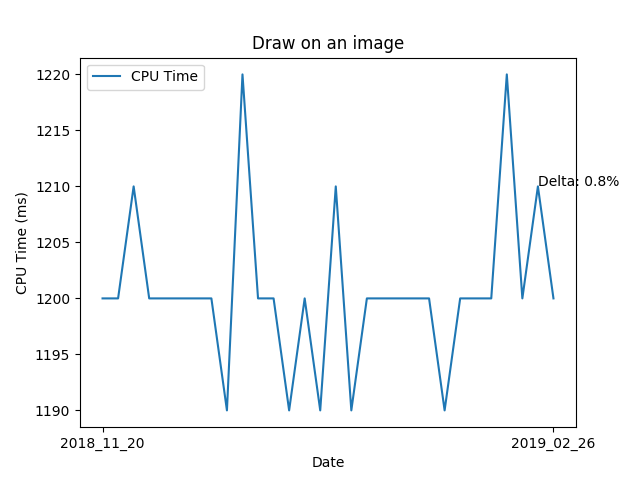 Draw on an image
CPU Time
1220
1215
1210
1205
1200
1195
1190
CPU Time (ms)
Delta: 0.8%
2018_11_20
2019_02_26
Date